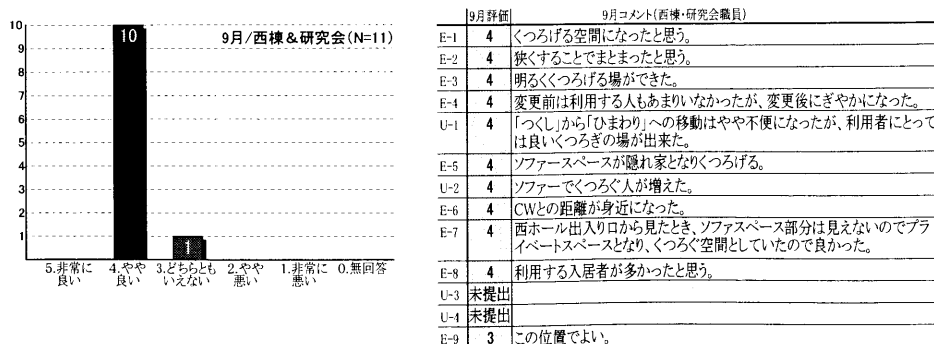 9月/西棟&研究会(N=11)
10
9
8
7
6
5
4
3
2
1
10
1
5.非常に良い
4.やや良い
3.どちらともいえない
2.やや悪い
1.非常に悪い
0.無回答
9月評価 9月コメント(西棟・研究会職員)
E-1 4 くつろげる空間になったと思う。
E-2 4 狭くすることでまとまったと思う。
E-3 4 明るくくつろげる場ができた。
E-4 4 変更前は利用する人もあまりいなかったが、変更後にぎやかになった。
U-1 4 「つくし」から「ひまわり」への移動はやや不便になったが、利用者にとって
は良いくつろぎの場が出来た。
E-5 4 ソファースペースが隠れ家となりくつろげる。
U-2 4 ソファーでくつろぐ人が増えた。
E-6 4 CWとの距離が身近になった。
E-7 4 西ホール出入り口から見たとき、ソファスペース部分は見えないのでプラ
イベートスペースとなり、くつろぐ空間としていたので良かった。
E-8 4 利用する入居者が多かったと思う。
U-3 未提出
U-4 未提出
E-9 3 この位置でよい。